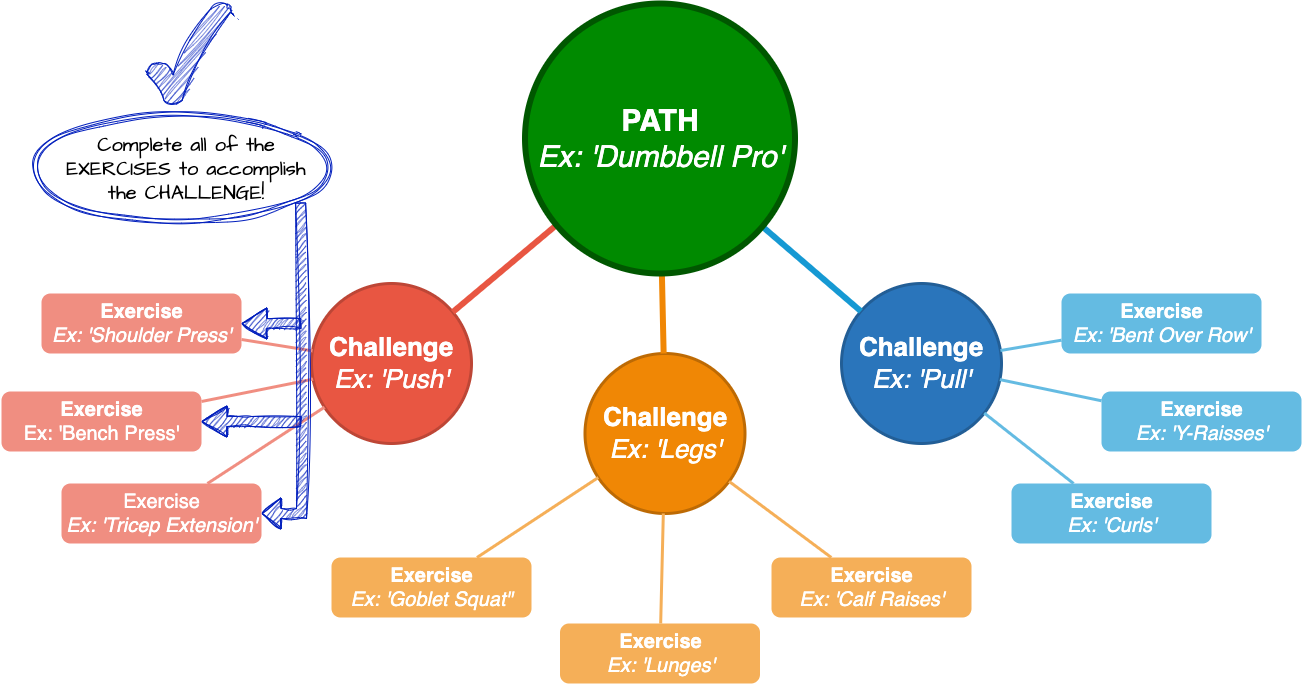 Complete all of the
EXERCISES to accomplish
the CHALLENGE!
PATH
Ex: 'Dumbbell Pro'
Challenge
Ex: 'Push'
Exercise
Ex: 'Shoulder Press'
Exercise
Ex: 'Bench Press'
Exercise
Ex: 'Tricep Extension'
Challenge
Ex: 'Legs'
Exercise
Ex: 'Goblet Squat"
Exercise
Ex: 'Lunges'
Exercise
Ex: 'Calf Raises'
Challenge
Ex: 'Pull'
Exercise
Ex: 'Bent Over Row'
Exercise
Ex: 'Y-Raisses'
Exercise
Ex: 'Curls'